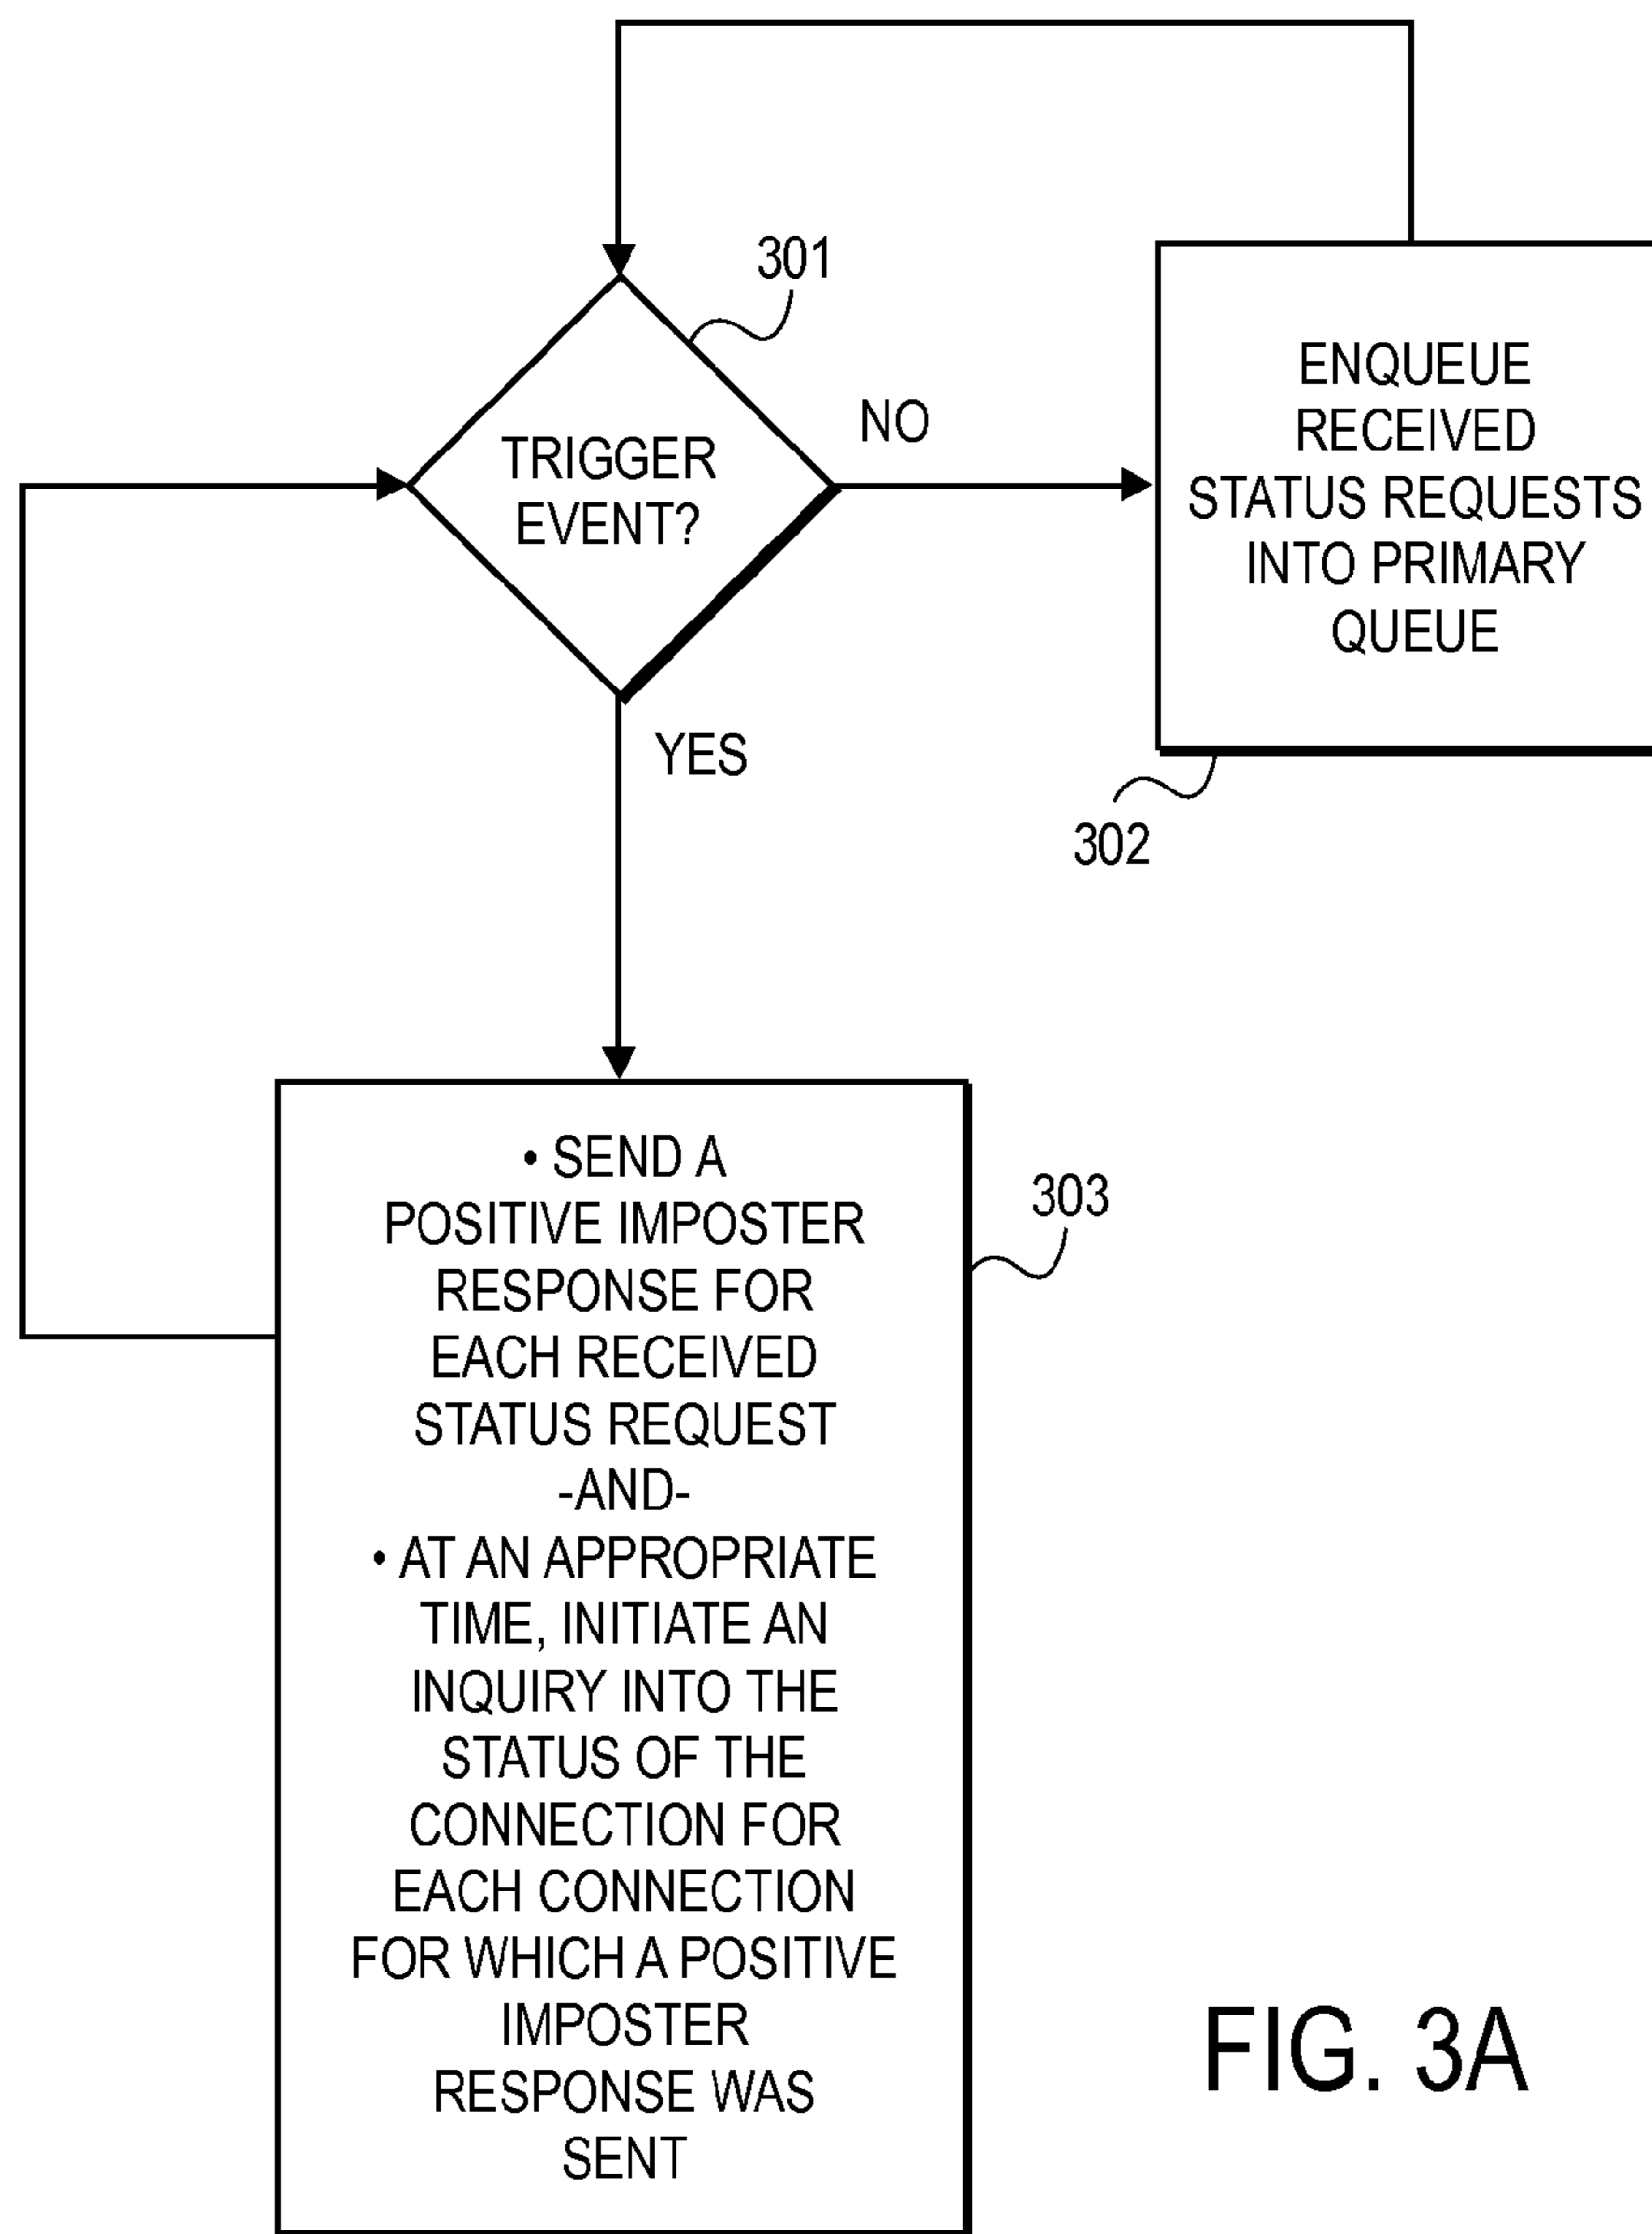 301
TRIGGER
EVENT?
NO
ENQUEUE
RECEIVED
STATUS REQUESTS
INTO PRIMARY
QUEUE
302
YES
• SEND A
POSITIVE IMPOSTER
RESPONSE FOR
EACH RECEIVED
STATUS REQUEST
-AND-
• AT AN APPROPRIATE
TIME, INITIATE AN
INQUIRY INTO THE
STATUS OF THE
CONNECTION FOR
EACH CONNECTION
FOR WHICH A POSITIVE
IMPOSTER
RESPONSE WAS
SENT
303
FIG. 3A